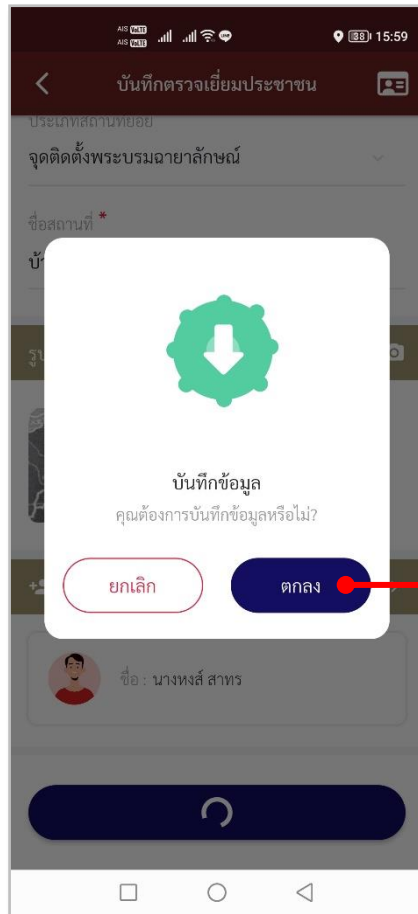 AIS VoLTE
AIS VoLTE
38 15:59
บันทึกตรวจเยี่ยมประชาชน
ประเภทสถานที่ย่อย
จุดติดตั้งพระบรมฉายาลักษณ์
ชื่อสถานที่ *
บันทึกข้อมูล
คุณต้องการบันทึกข้อมูลหรือไม่?
ยกเลิก
ตกลง
ชื่อ : นางหงส์ สาทร